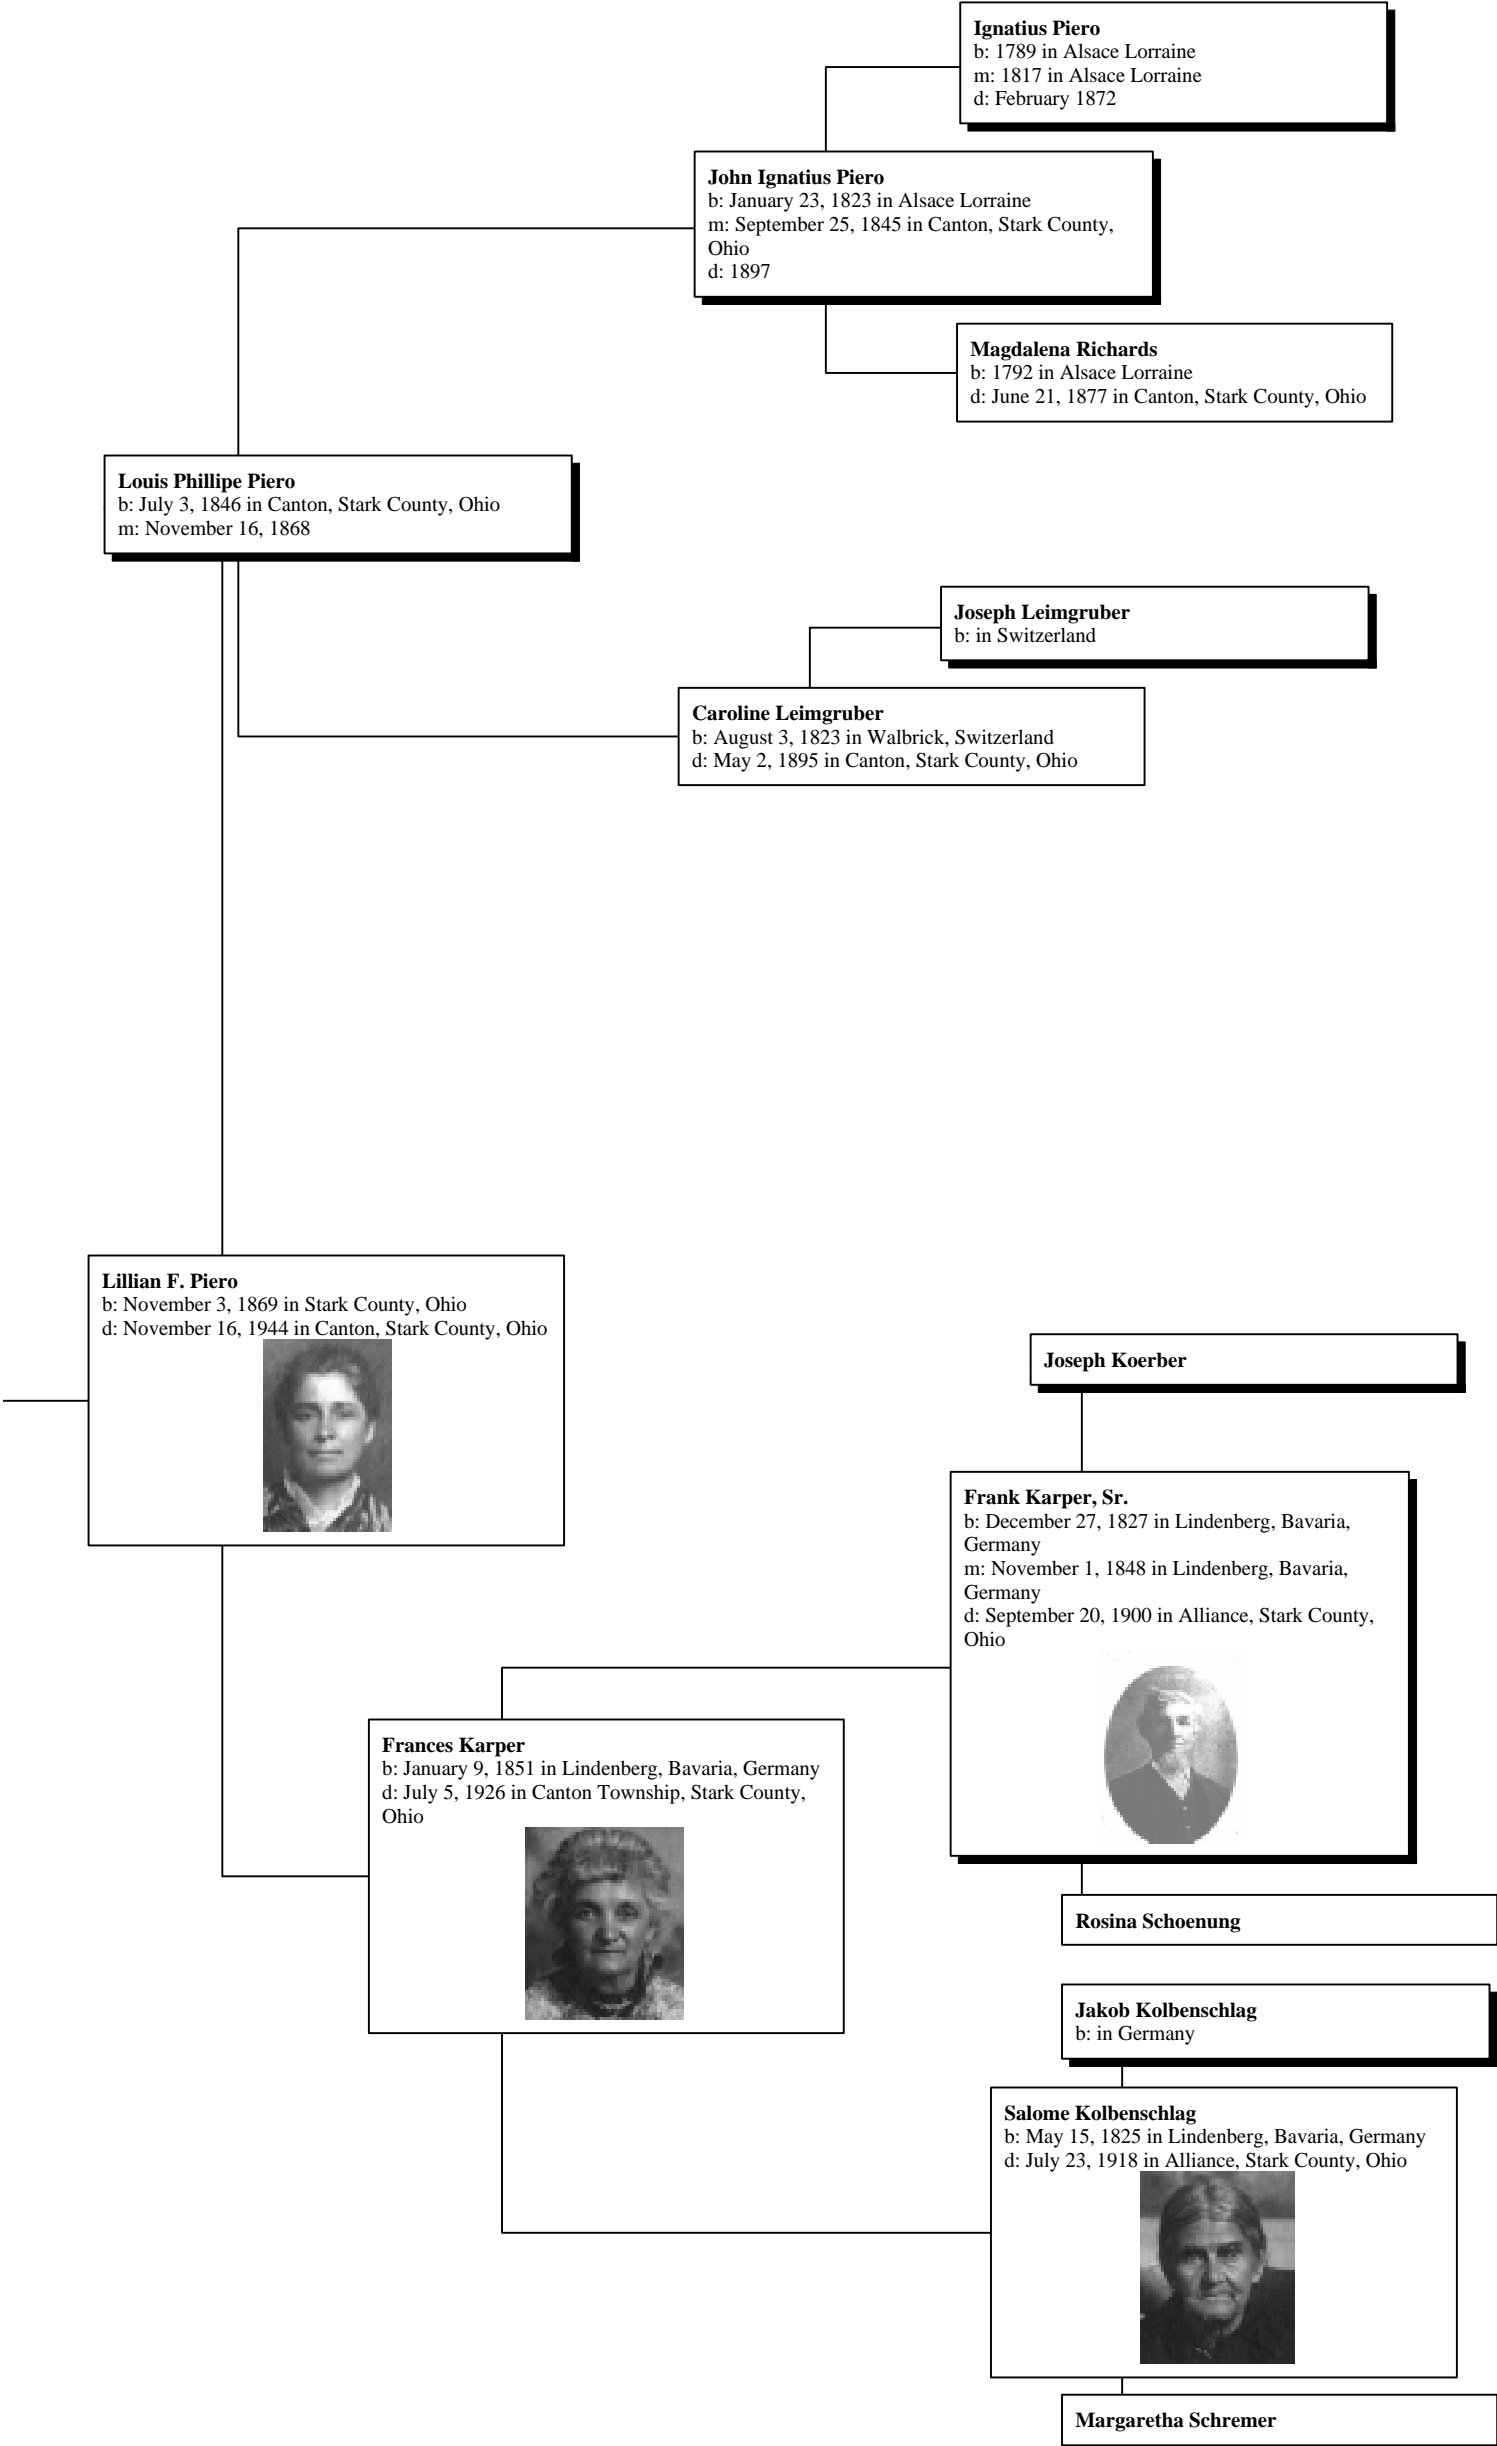 Ignatius Piero
b: 1789 in Alsace Lorraine
m: 1817 in Alsace Lorraine
d: February 1872
John Ignatius Piero
b: January 23, 1823 in Alsace Lorraine
m: September 25, 1845 in Canton, Stark County,
Ohio
d: 1897
Magdalena Richards
b: 1792 in Alsace Lorraine
d: June 21, 1877 in Canton, Stark County, Ohio
Louis Phillipe Piero
b: July 3, 1846 in Canton, Stark County, Ohio
m: November 16, 1868
Joseph Leimgruber
b: in Switzerland
Caroline Leimgruber
b: August 3, 1823 in Walbrick, Switzerland
d: May 2, 1895 in Canton, Stark County, Ohio
Lillian F. Piero
b: November 3, 1869 in Stark County, Ohio
d: November 16, 1944 in Canton, Stark County, Ohio
Joseph Koerber
Frank Karper, Sr.
b: December 27, 1827 in Lindenberg, Bavaria,
Germany
m: November 1, 1848 in Lindenberg, Bavaria,
Germany
d: September 20, 1900 in Alliance, Stark County,
Ohio
Frances Karper
b: January 9, 1851 in Lindenberg, Bavaria, Germany
d: July 5, 1926 in Canton Township, Stark County,
Ohio
Rosina Schoenung
Jakob Kolbenschlag
b: in Germany
Salome Kolbenschlag
b: May 15, 1825 in Lindenberg, Bavaria, Germany
d: July 23, 1918 in Alliance, Stark County, Ohio
Margaretha Schremer